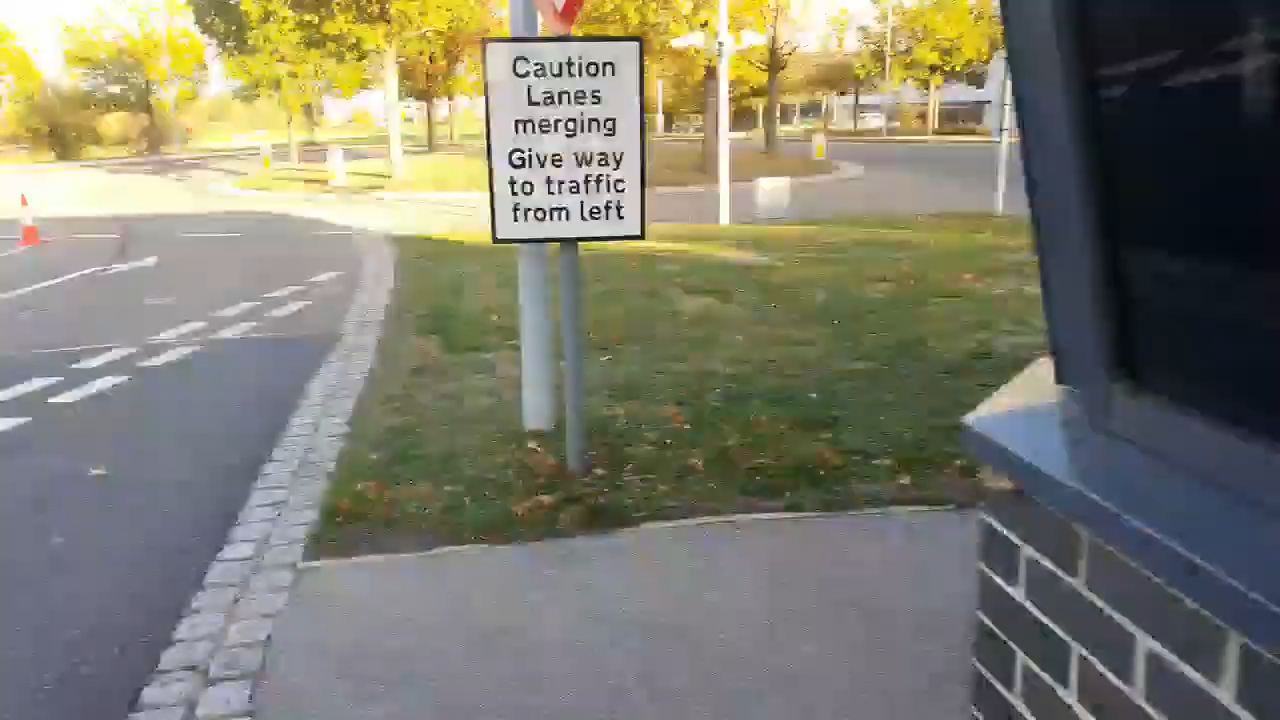 Caution
Lanes
merging
Give way
to traffic
from left